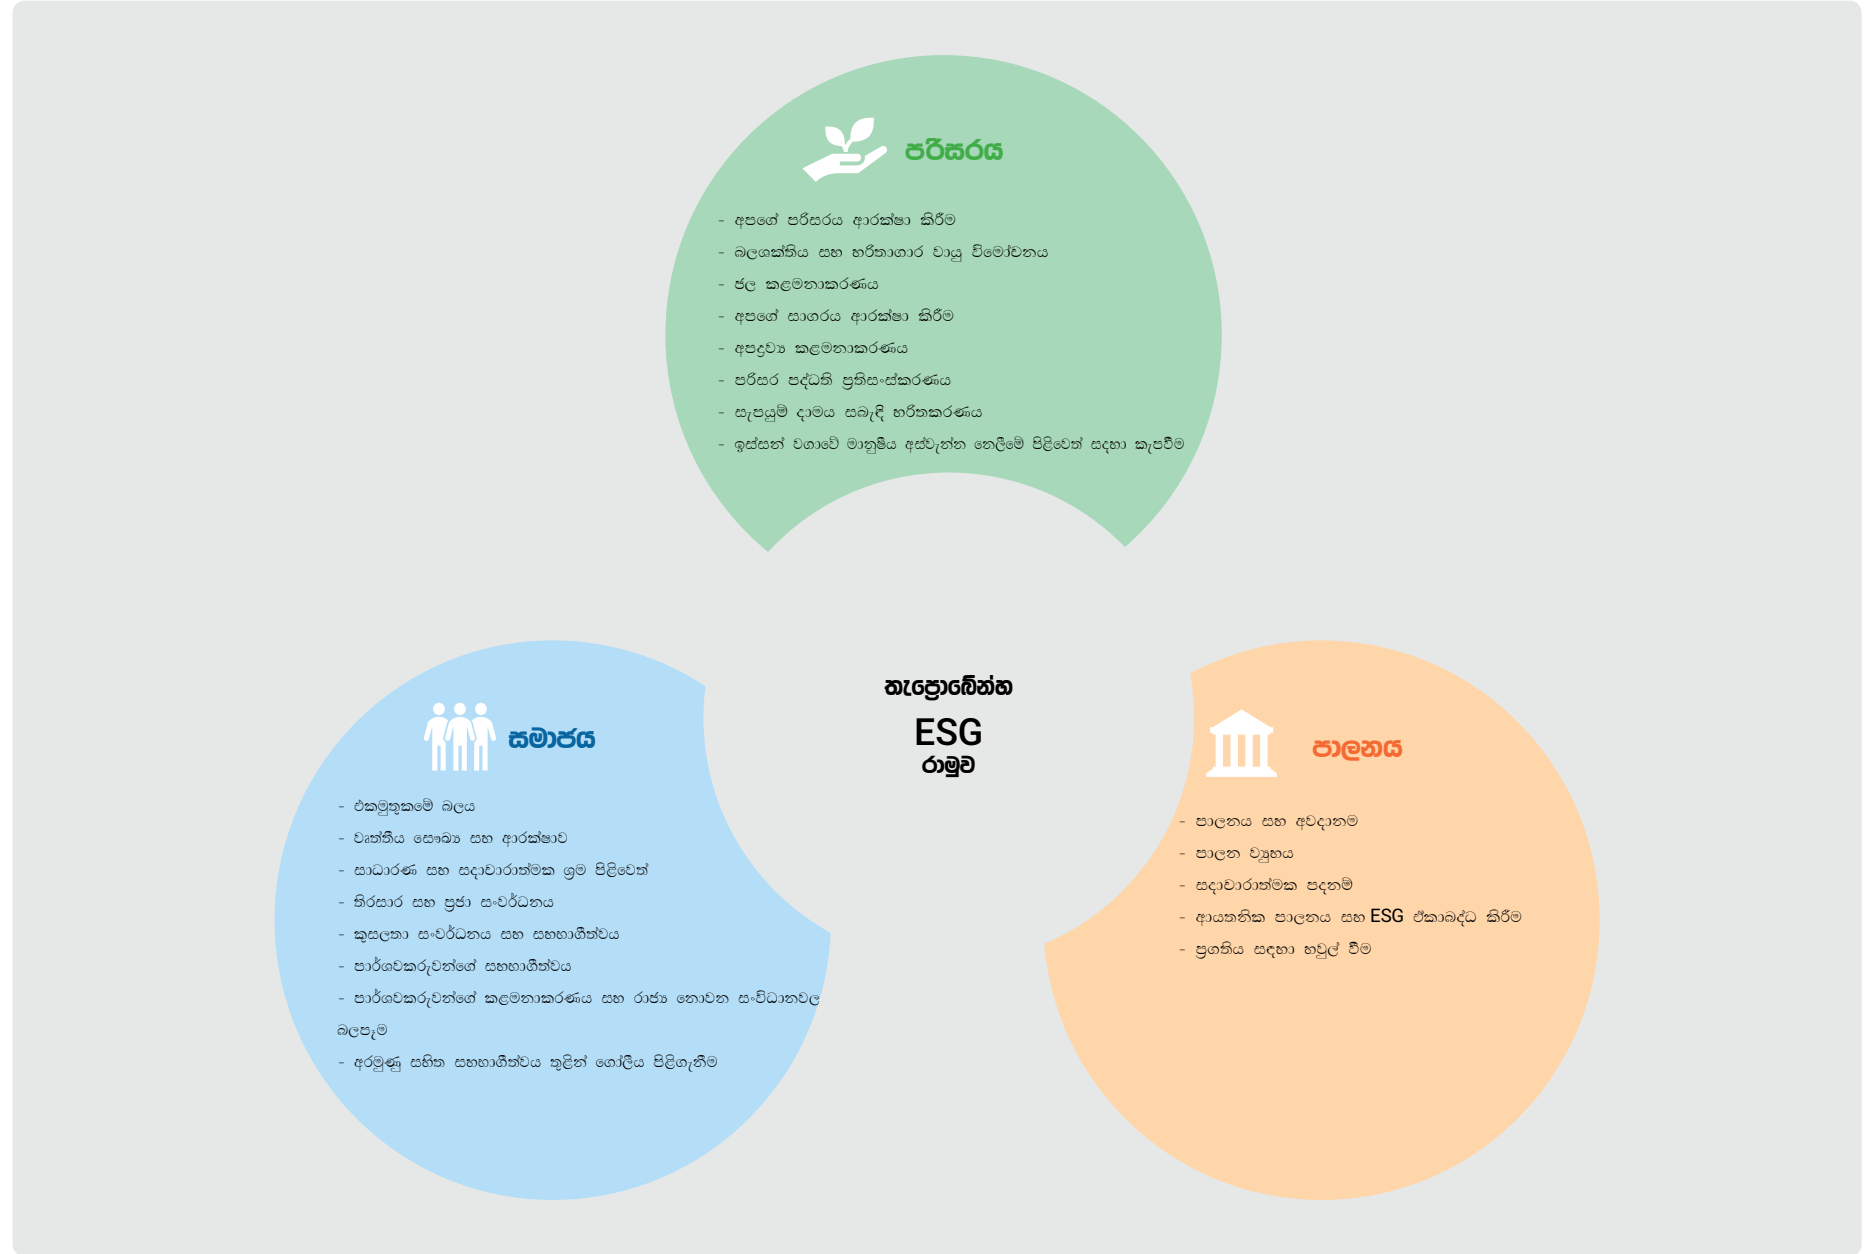 පරිසරය
- අපගේ පරිසරය ආරක්ෂා කිරීම
- බලශක්තිය සහ හරිතාගාර වායු විමෝචනය
- ජල කළමනාකරණය
- අපගේ සාගරය ආරක්ෂා කිරීම
- අපද්‍රව්‍ය කළමනාකරණය
- පරිසර පද්ධති ප්‍රතිසංස්කරණය
- සැපයුම් දාමය සබැඳි හරිතකරණය
- ඉස්සන් වගාවේ මානුෂීය අස්වැන්න නෙලීමේ පිළිවෙත් සදහා කැපවීම
තැප්‍රොබේන්හ
ESG
රාමුව
සමාජය
- එකමුතුකමේ බලය
- වෘත්තීය සෞඛ්‍ය සහ ආරක්ෂාව
- සාධාරණ සහ සදාචාරාත්මක ශ්‍රම පිළිවෙත්
- තිරසාර සහ ප්‍රජා සංවර්ධනය
- කුසලතා සංවර්ධනය සහ සහභාගීත්වය
- පාර්ශවකරුවන්ගේ සහභාගීත්වය
- පාර්ශවකරුවන්ගේ කළමනාකරණය සහ රාජ්‍ය නොවන සංවිධානවල
බලපෑම
- අරමුණු සහිත සහභාගීත්වය තුළින් ගෝලීය පිළිගැනීම
පාලනය
- පාලනය සහ අවදානම
- පාලන ව්‍යුහය
- සදාචාරාත්මක පදනම්
- ආයතනික පාලනය සහ ESG ඒකාබද්ධ කිරීම
- ප්‍රගතිය සඳහා හවුල් වීම